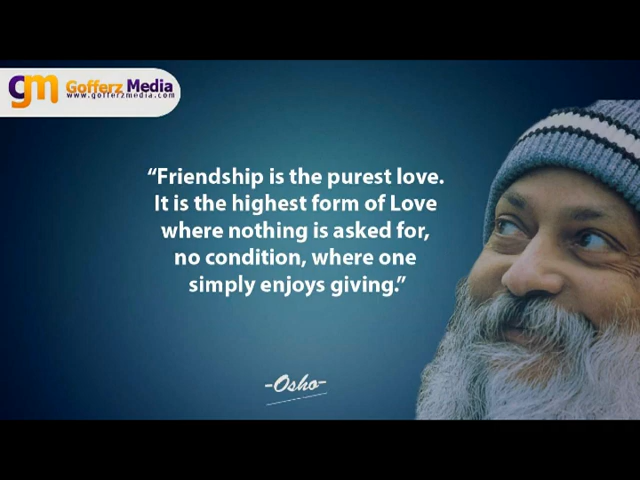 gm Gofferz Media
www.gofferzmedia.com
“Friendship is the purest love.
It is the highest form of Love
where nothing is asked for,
no condition, where one
simply enjoys giving.”
-Osho-